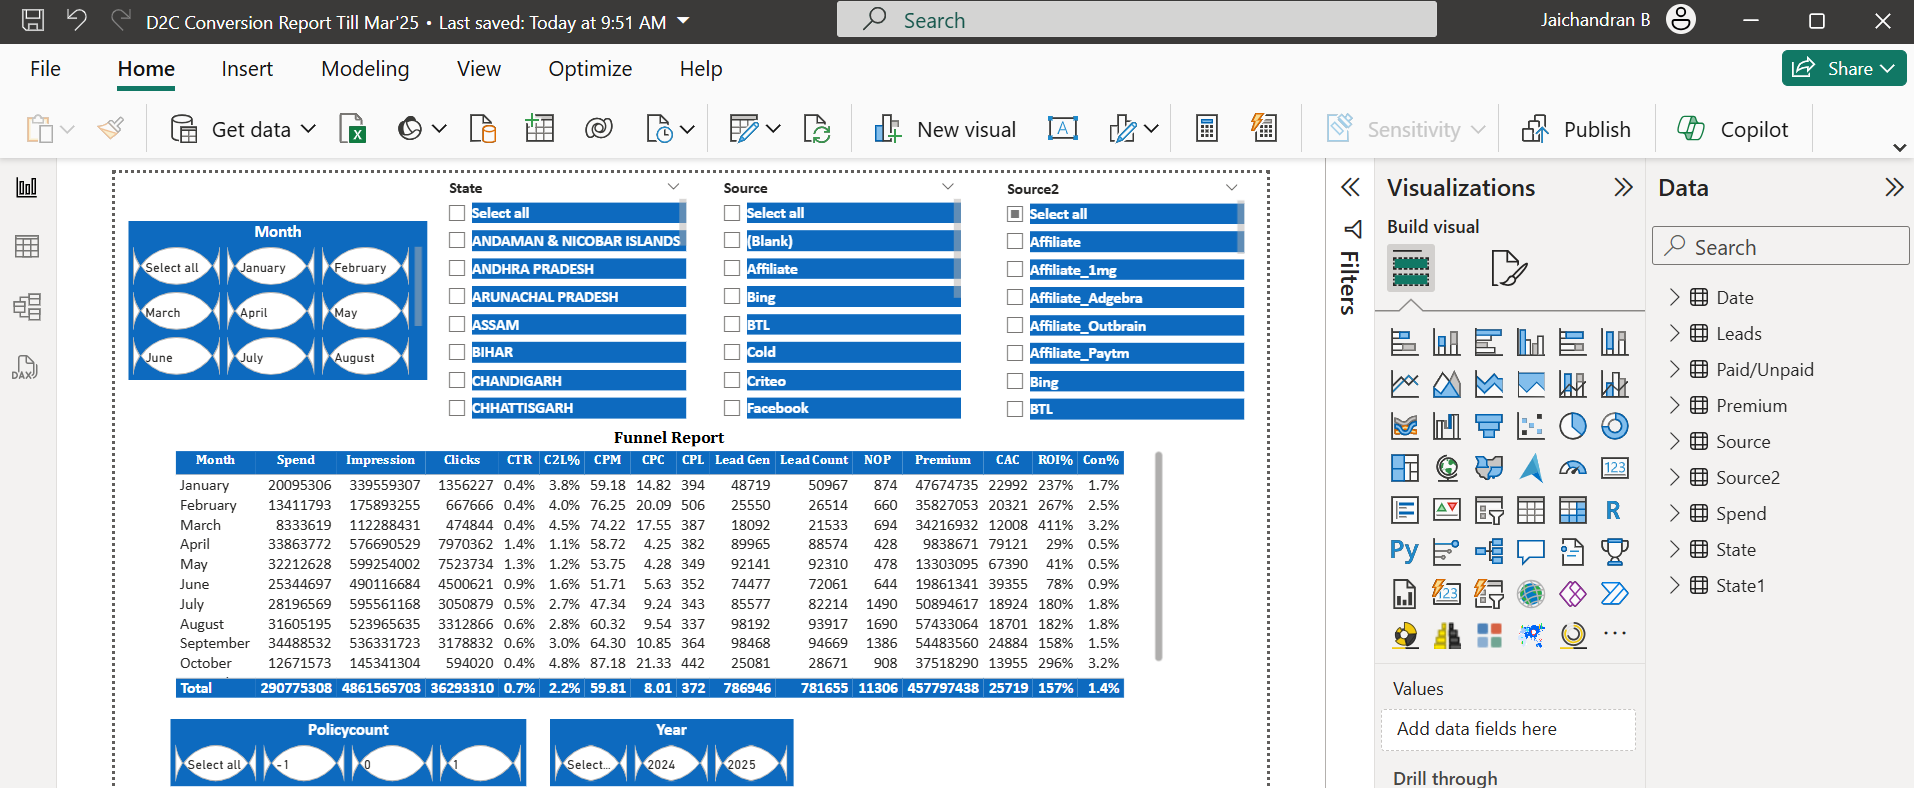 D2C Conversion Report Till Mar'25 • Last saved: Today at 9:51 AM
Search
Jaichandran B
File Home Insert Modeling View Optimize Help
Share
Get data
New visual
A
Sensitivity
Publish
Copilot
Month
Select all January February
March April May
June July August
State
Select all
ANDAMAN & NICOBAR ISLANDS
ANDHRA PRADESH
ARUNACHAL PRADESH
ASSAM
BIHAR
CHANDIGARH
CHHATTISGARH
Source
Select all
(Blank)
Affiliate
Bing
BTL
Cold
Criteo
Facebook
Source2
Select all
Affiliate
Affiliate_1mg
Affiliate_Adgebra
Affiliate_Outbrain
Affiliate_Paytm
Bing
BTL
Funnel Report
Month Spend Impression Clicks CTR C2L% CPM CPC CPL Lead Gen Lead Count NOP Premium CAC ROI% Con%
January 20095306 339559307 1356227 0.4% 3.8% 59.18 14.82 394 48719 50967 874 47674735 22992 237% 1.7%
February 13411793 175893255 667666 0.4% 4.0% 76.25 20.09 506 25550 26514 660 35827053 20321 267% 2.5%
March 8333619 112288431 474844 0.4% 4.5% 74.22 17.55 387 18092 21533 694 34216932 12008 411% 3.2%
April 33863772 576690529 7970362 1.4% 1.1% 58.72 4.25 382 89965 88574 428 9838671 79121 29% 0.5%
May 32212628 599254002 7523734 1.3% 1.2% 53.75 4.28 349 92141 92310 478 13303095 67390 41% 0.5%
June 25344697 490116684 4500621 0.9% 1.6% 51.71 5.63 352 74477 72061 644 19861341 39355 78% 0.9%
July 28196569 595561168 3050879 0.5% 2.7% 47.34 9.24 343 85577 82214 1490 50894617 18924 180% 1.8%
August 31605195 523965635 3312866 0.6% 2.8% 60.32 9.54 337 98192 93917 1690 57433064 18701 182% 1.8%
September 34488532 536331723 3178832 0.6% 3.0% 64.30 10.85 364 98468 94669 1386 54483560 24884 158% 1.5%
October 12671573 145341304 594020 0.4% 4.8% 87.18 21.33 442 25081 28671 908 37518290 13955 296% 3.2%
Total 290775308 4861565703 36293310 0.7% 2.2% 59.81 8.01 372 786946 781655 11306 457797438 25719 157% 1.4%
Policycount
Select all -1 0 1
Year
Select... 2024 2025
Filters
Visualizations
Build visual
123
R
Py
123
Values
Add data fields here
Drill through
Data
Search
Date
Leads
Paid/Unpaid
Premium
Source
Source2
Spend
State
State1
DAX